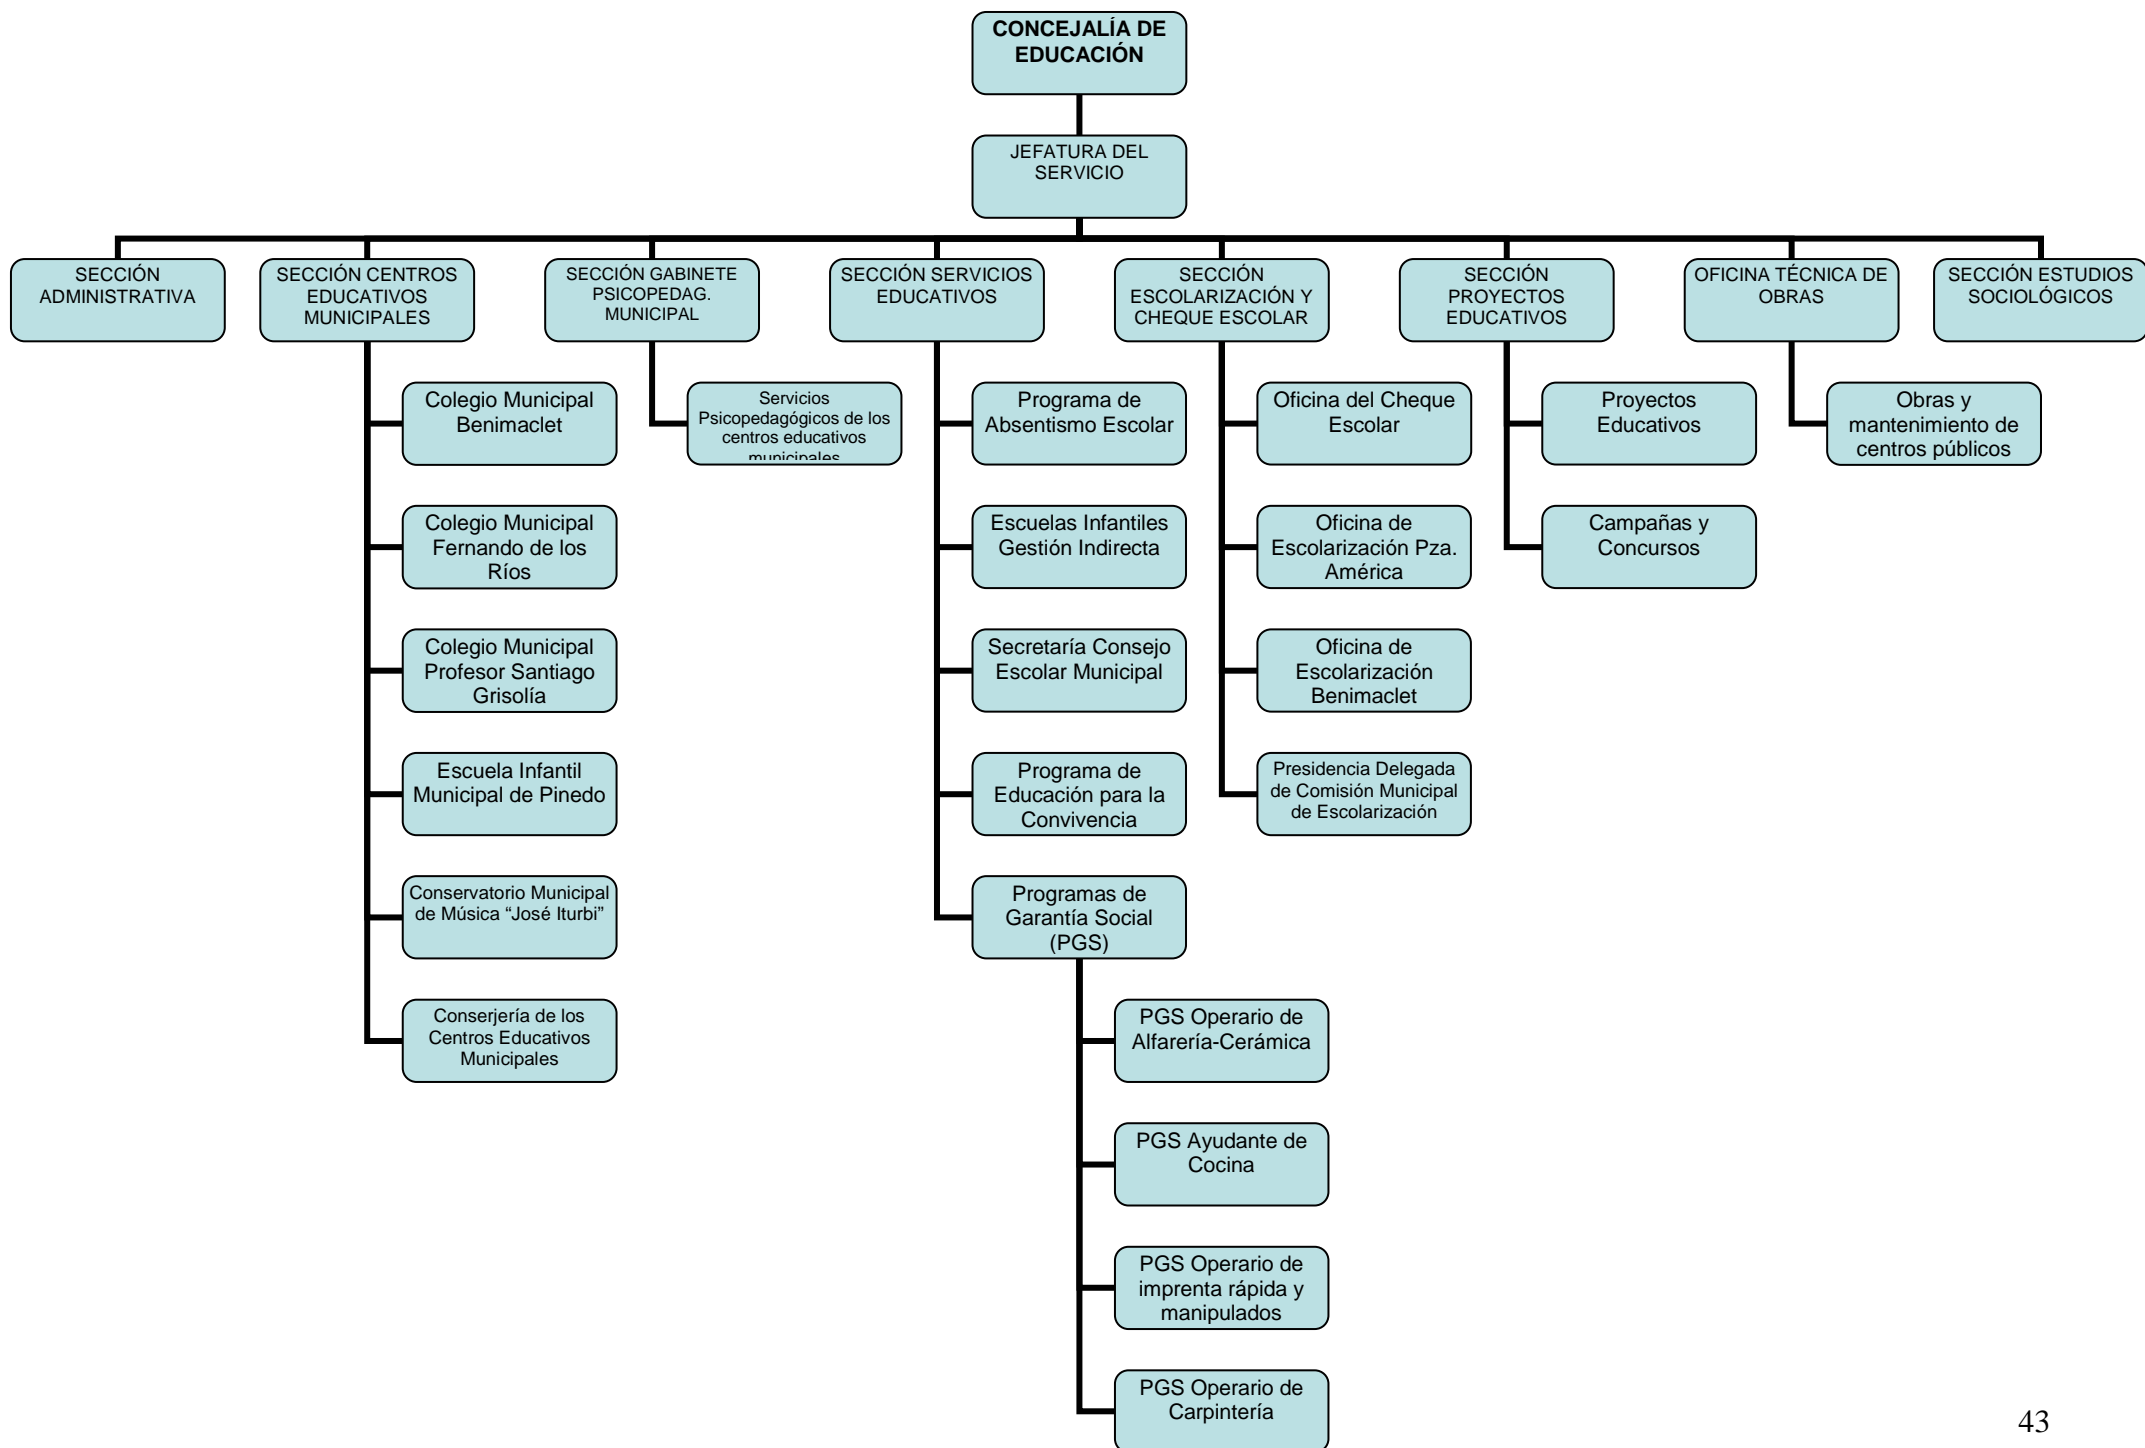 CONCEJALÍA DE
EDUCACIÓN
JEFATURA DEL
SERVICIO
SECCIÓN
ADMINISTRATIVA
SECCIÓN CENTROS
EDUCATIVOS
MUNICIPALES
SECCIÓN GABINETE
PSICOPEDAG.
MUNICIPAL
SECCIÓN SERVICIOS
EDUCATIVOS
SECCIÓN
ESCOLARIZACIÓN Y
CHEQUE ESCOLAR
SECCIÓN
PROYECTOS
EDUCATIVOS
OFICINA TÉCNICA DE
OBRAS
SECCIÓN ESTUDIOS
SOCIOLÓGICOS
Colegio Municipal
Benimaclet
Servicios
Psicopedagógicos de los
centros educativos
municipales
Programa de
Absentismo Escolar
Oficina del Cheque
Escolar
Proyectos
Educativos
Obras y
mantenimiento de
centros públicos
Colegio Municipal
Fernando de los
Ríos
Escuelas Infantiles
Gestión Indirecta
Oficina de
Escolarización Pza.
América
Campañas y
Concursos
Colegio Municipal
Profesor Santiago
Grisolía
Secretaría Consejo
Escolar Municipal
Oficina de
Escolarización
Benimaclet
Escuela Infantil
Municipal de Pinedo
Programa de
Educación para la
Convivencia
Presidencia Delegada
de Comisión Municipal
de Escolarización
Conservatorio Municipal
de Música “José Iturbi”
Programas de
Garantía Social
(PGS)
Conserjería de los
Centros Educativos
Municipales
PGS Operario de
Alfarería-Cerámica
PGS Ayudante de
Cocina
PGS Operario de
imprenta rápida y
manipulados
PGS Operario de
Carpintería
43